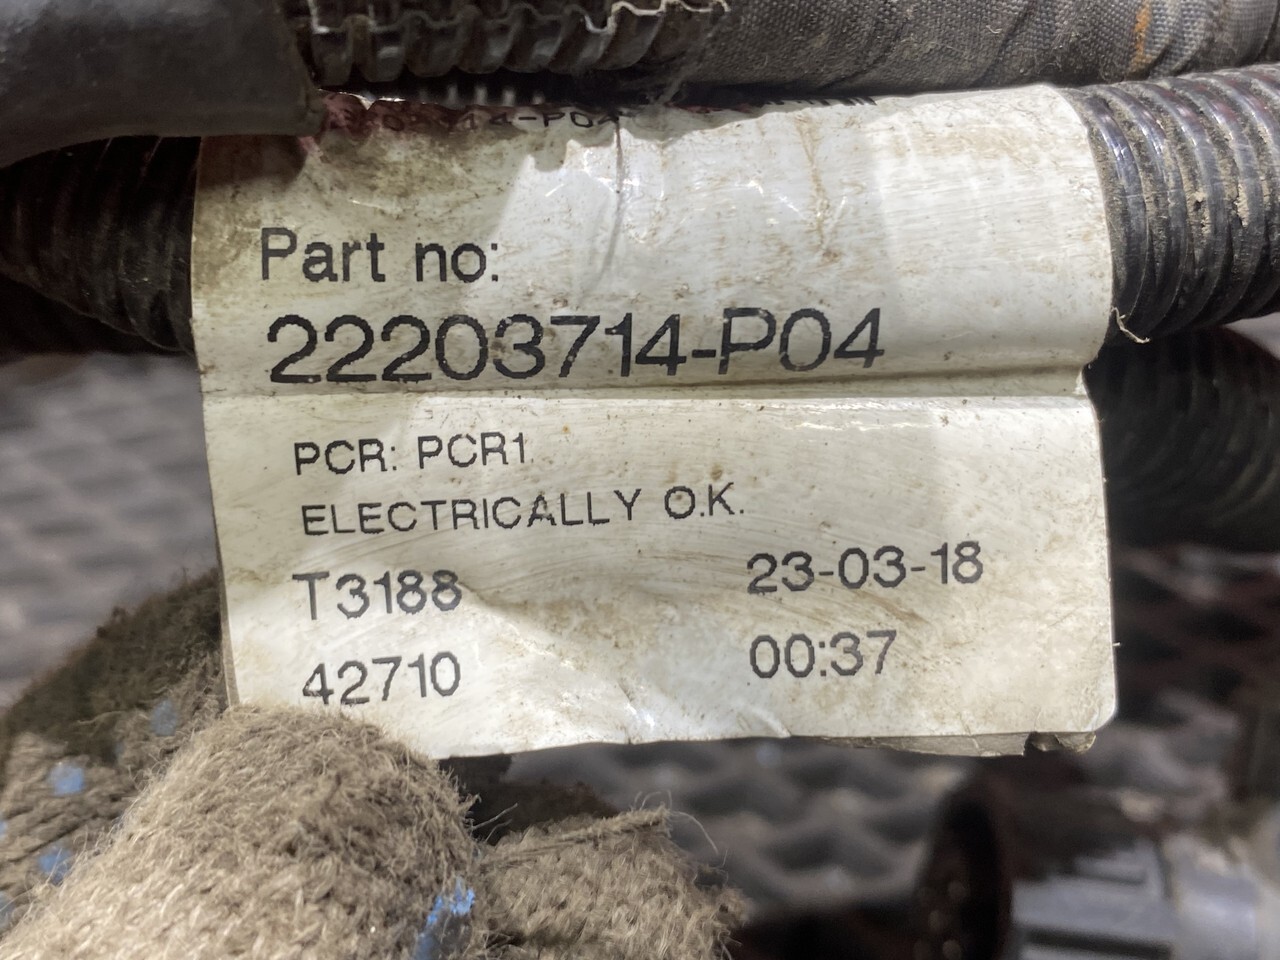 Part no:
22203714-P04
PCR: PCR1
ELECTRICALLY O.K.
T3188 23-03-18
42710 00:37